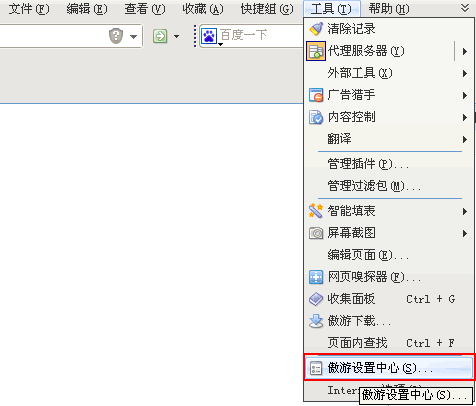 文件(F) 编辑(E) 查看(V) 收藏(A) 快捷组(G) 工具(T) 帮助(H)
百度一下
清除记录
代理服务器(Y)
外部工具(X)
广告猎手
内容控制
翻译
管理插件(P)...
管理过滤包(M)...
智能填表
屏幕截图
编辑页面(E)...
网页嗅探器(F)...
收集面板 Ctrl + G
傲游下载...
页面内查找 Ctrl + F
傲游设置中心(S)...
傲游设置中心(S)...